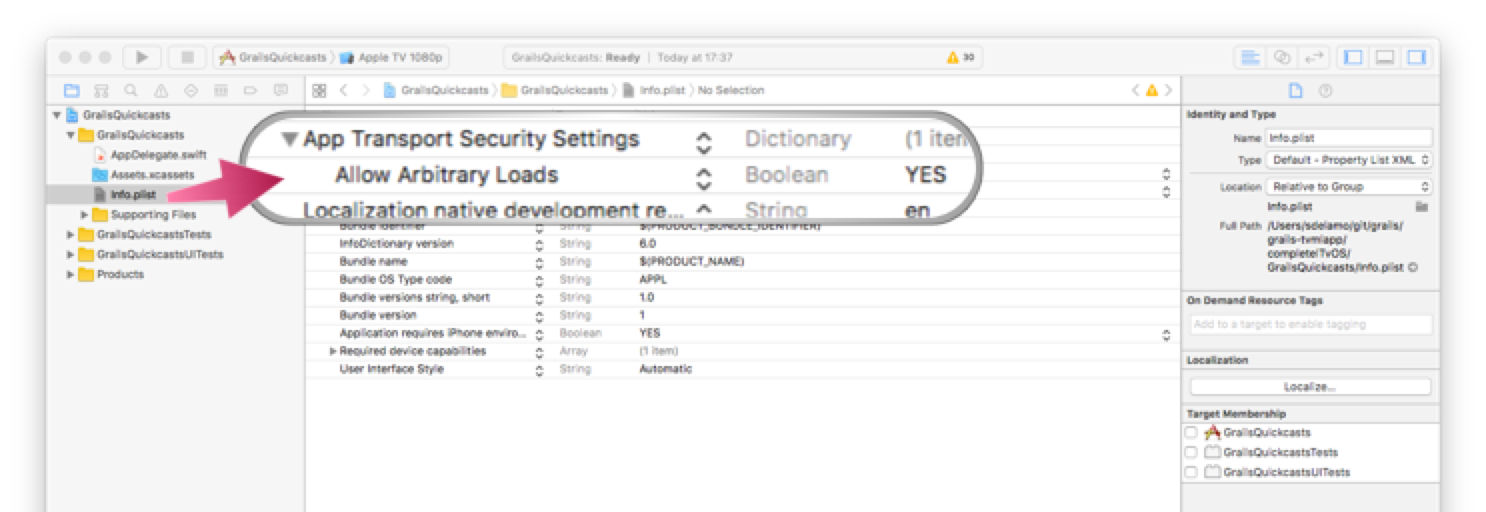 GrailsQuickcasts Apple TV 1080p GrailsQuickcasts: Ready | Today at 17:37 30
GrailsQuickcasts GrailsQuickcasts Info.plist No Selection
GrailsQuickcasts
GrailsQuickcasts
AppDelegate.swift
Assets.xcassets
Info.plist
Supporting Files
GrailsQuickcastsTests
GrailsQuickcastsUITests
Products
App Transport Security Settings Dictionary (1 item
Allow Arbitrary Loads Boolean YES
Localization native development re... String en
Bundle identifier String $(PRODUCT_BUNDLE_IDENTIFIER)
InfoDictionary version String 6.0
Bundle name String $(PRODUCT_NAME)
Bundle OS Type code String APPL
Bundle versions string, short String 1.0
Bundle version String 1
Application requires iPhone enviro... Boolean YES
Required device capabilities Array (1 item)
User Interface Style String Automatic
Identity and Type
Name Info.plist
Type Default - Property List XML
Location Relative to Group
Info.plist
Full Path /Users/sdelamo/git/grails/
grails-tvmlapp/
complete/TvOS/
GrailsQuickcasts/Info.plist
On Demand Resource Tags
Add to a target to enable tagging
Localization
Localize...
Target Membership
GrailsQuickcasts
GrailsQuickcastsTests
GrailsQuickcastsUITests